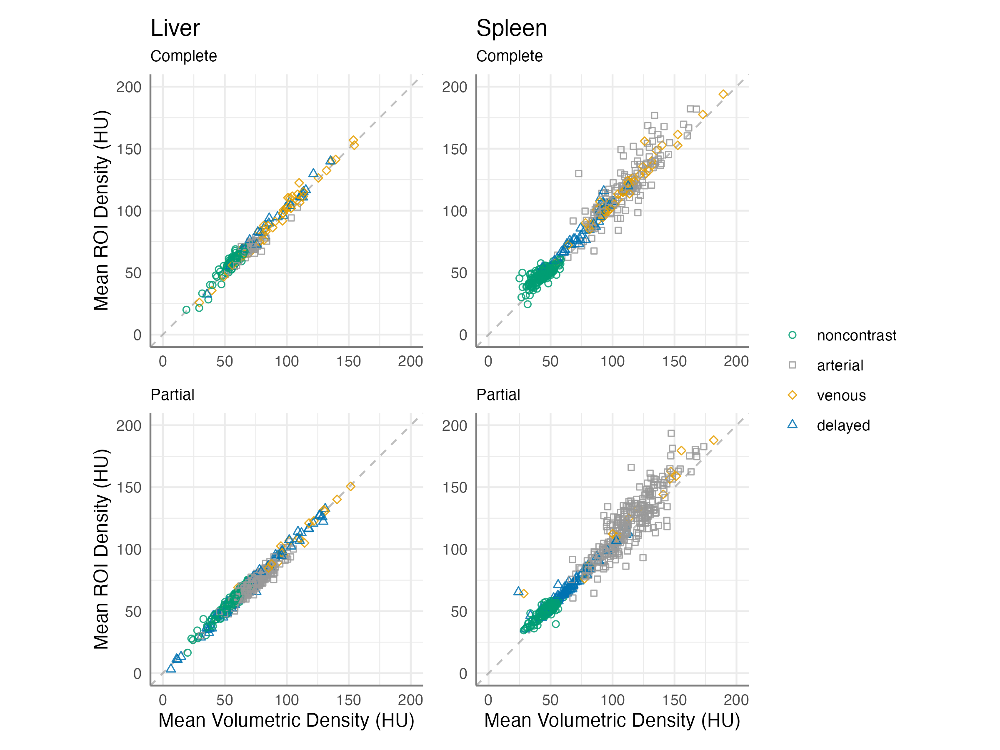 Liver
Spleen
Complete
Complete
Mean ROI Density (HU)
200
150
100
50
0
0 50 100 150 200
200
150
100
50
0
0 50 100 150 200
Partial
Partial
Mean ROI Density (HU)
200
150
100
50
0
0 50 100 150 200
Mean Volumetric Density (HU)
200
150
100
50
0
0 50 100 150 200
Mean Volumetric Density (HU)
noncontrast
arterial
venous
delayed